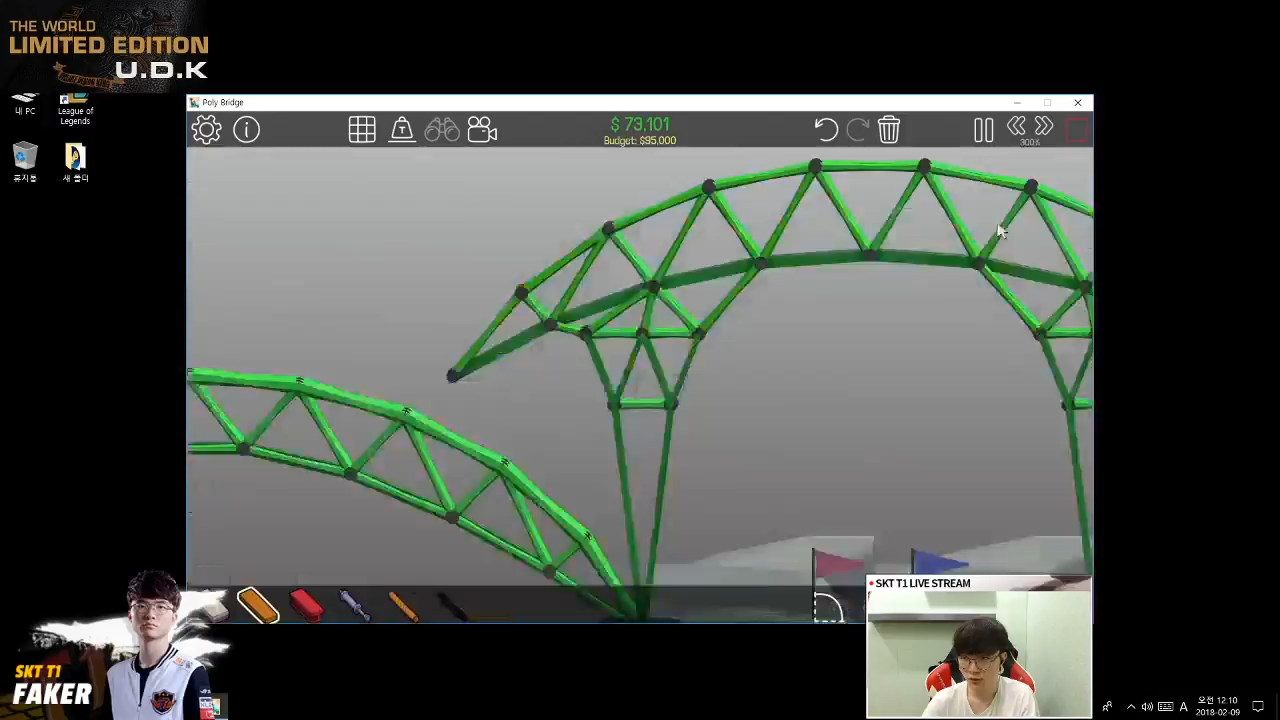 THE WORLD
LIMITED EDITION
U.D.K
내 PC
League of
Legends
휴지통
새 폴더
Poly Bridge
$ 73,101
Budget: $95,000
300%
SKT T1 LIVE STREAM
SKT T1
FAKER
A
오전 12:10
2018-02-09